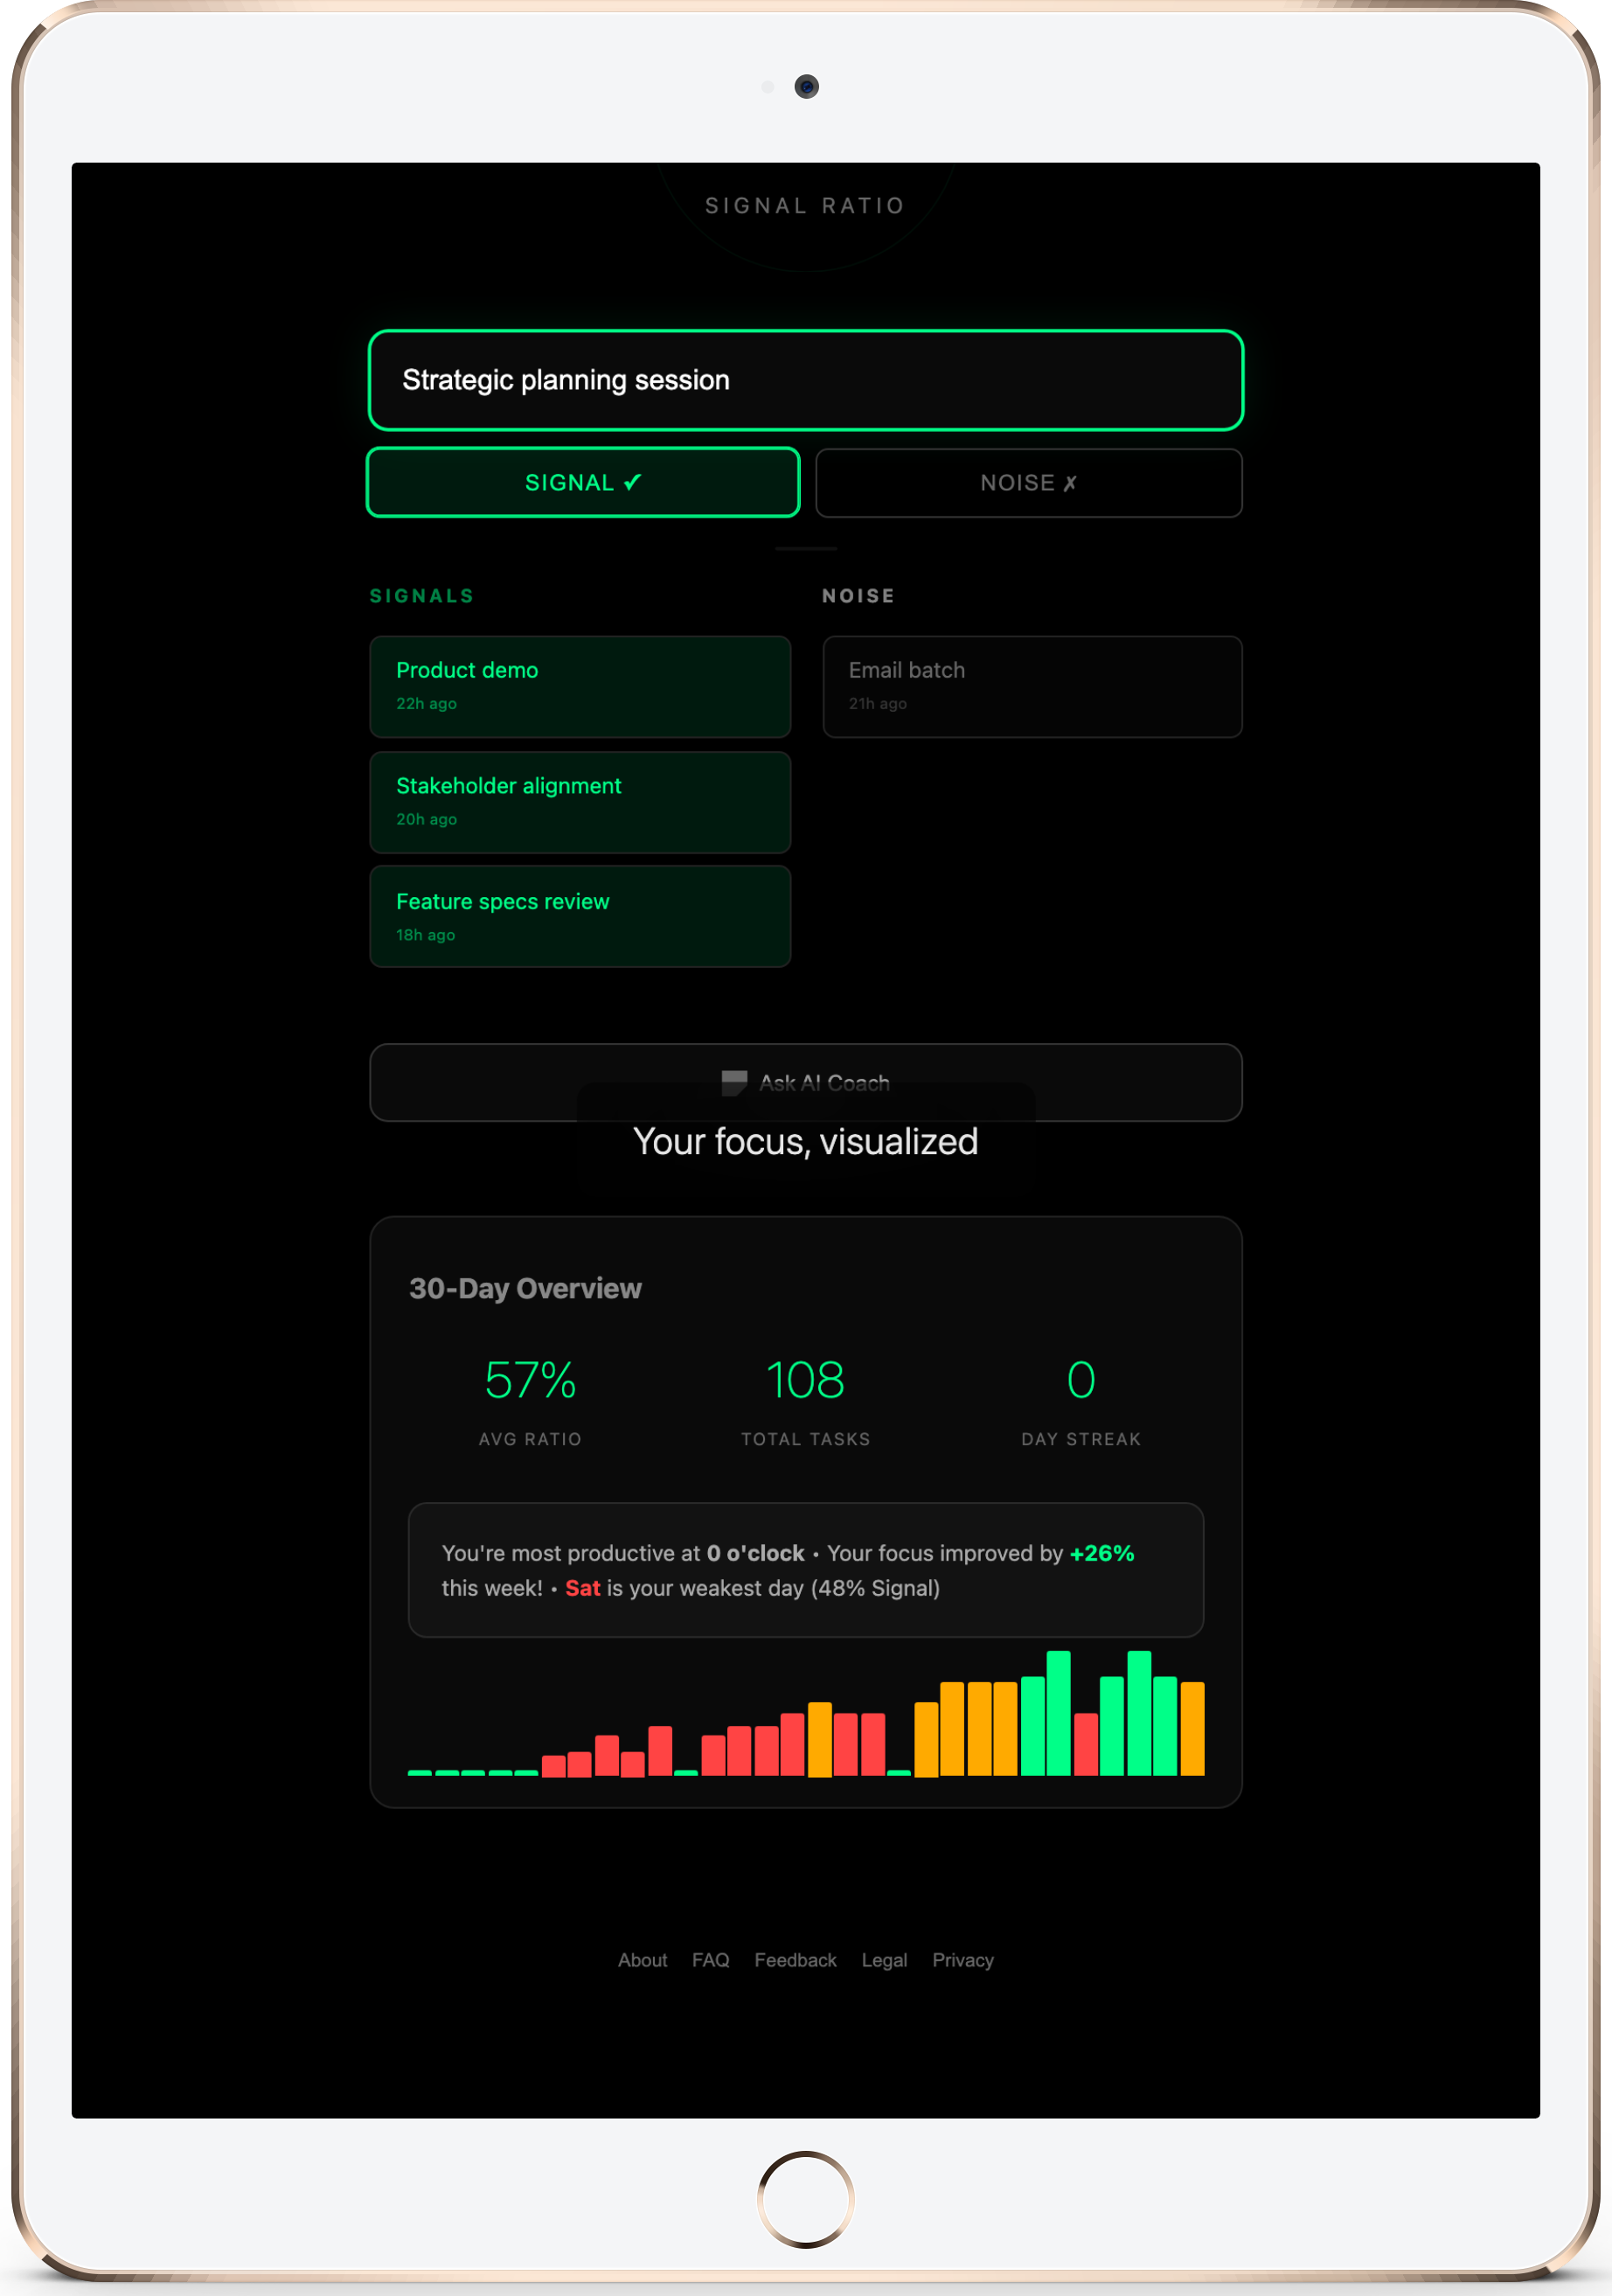 SIGNAL RATIO
Strategic planning session
SIGNAL ✓
NOISE ✗
SIGNALS
NOISE
Product demo
22h ago
Email batch
21h ago
Stakeholder alignment
20h ago
Feature specs review
18h ago
Ask AI Coach
Your focus, visualized
30-Day Overview
57%
108
0
AVG RATIO
TOTAL TASKS
DAY STREAK
You're most productive at 0 o'clock • Your focus improved by +26%
this week! • Sat is your weakest day (48% Signal)
About FAQ Feedback Legal Privacy